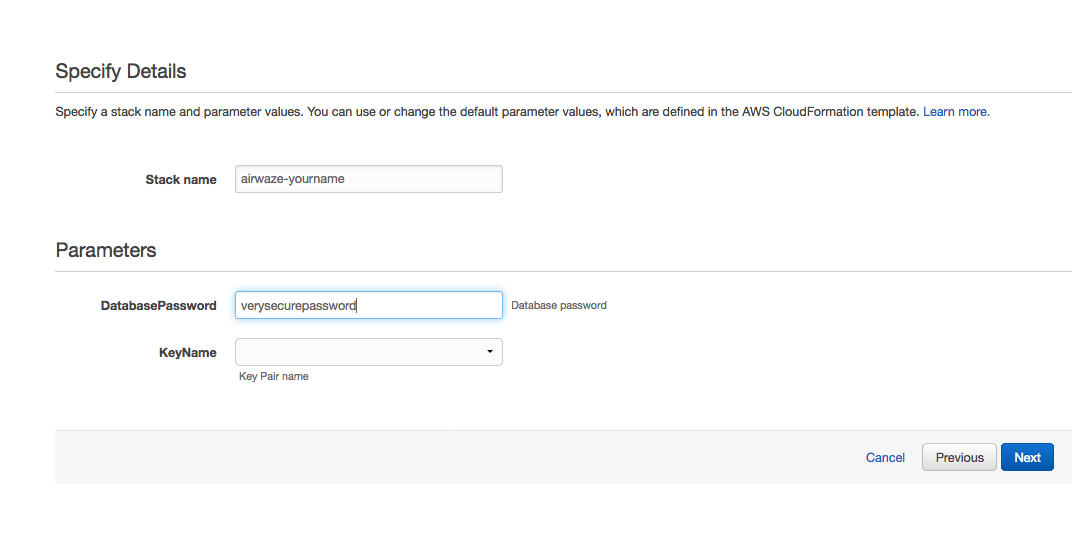 Specify Details
Specify a stack name and parameter values. You can use or change the default parameter values, which are defined in the AWS CloudFormation template. Learn more.
Stack name airwaze-yourname
Parameters
DatabasePassword verysecurepassword Database password
KeyName
Key Pair name
Cancel Previous Next